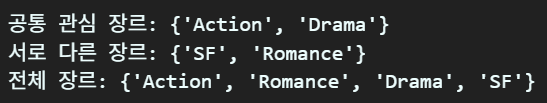 공통 관심 장르: {'Action', 'Drama'}
서로 다른 장르: {'SF', 'Romance'}
전체 장르: {'Action', 'Romance', 'Drama', 'SF'}